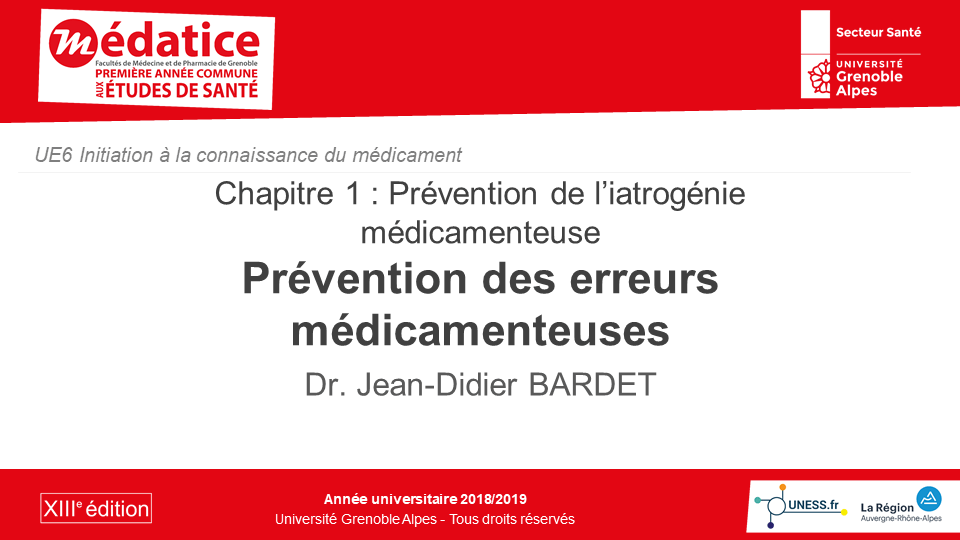 médatice
Facultés de Médecine et de Pharmacie de Grenoble
PREMIÈRE ANNÉE COMMUNE
AUX ÉTUDES DE SANTÉ
Secteur Santé
UNIVERSITÉ
Grenoble
Alpes
UE6 Initiation à la connaissance du médicament
Chapitre 1 : Prévention de l’iatrogénie
médicamenteuse
Prévention des erreurs
médicamenteuses
Dr. Jean-Didier BARDET
XIIIe édition
Année universitaire 2018/2019
Université Grenoble Alpes - Tous droits réservés
UNESS.fr
La Région
Auvergne-Rhône-Alpes